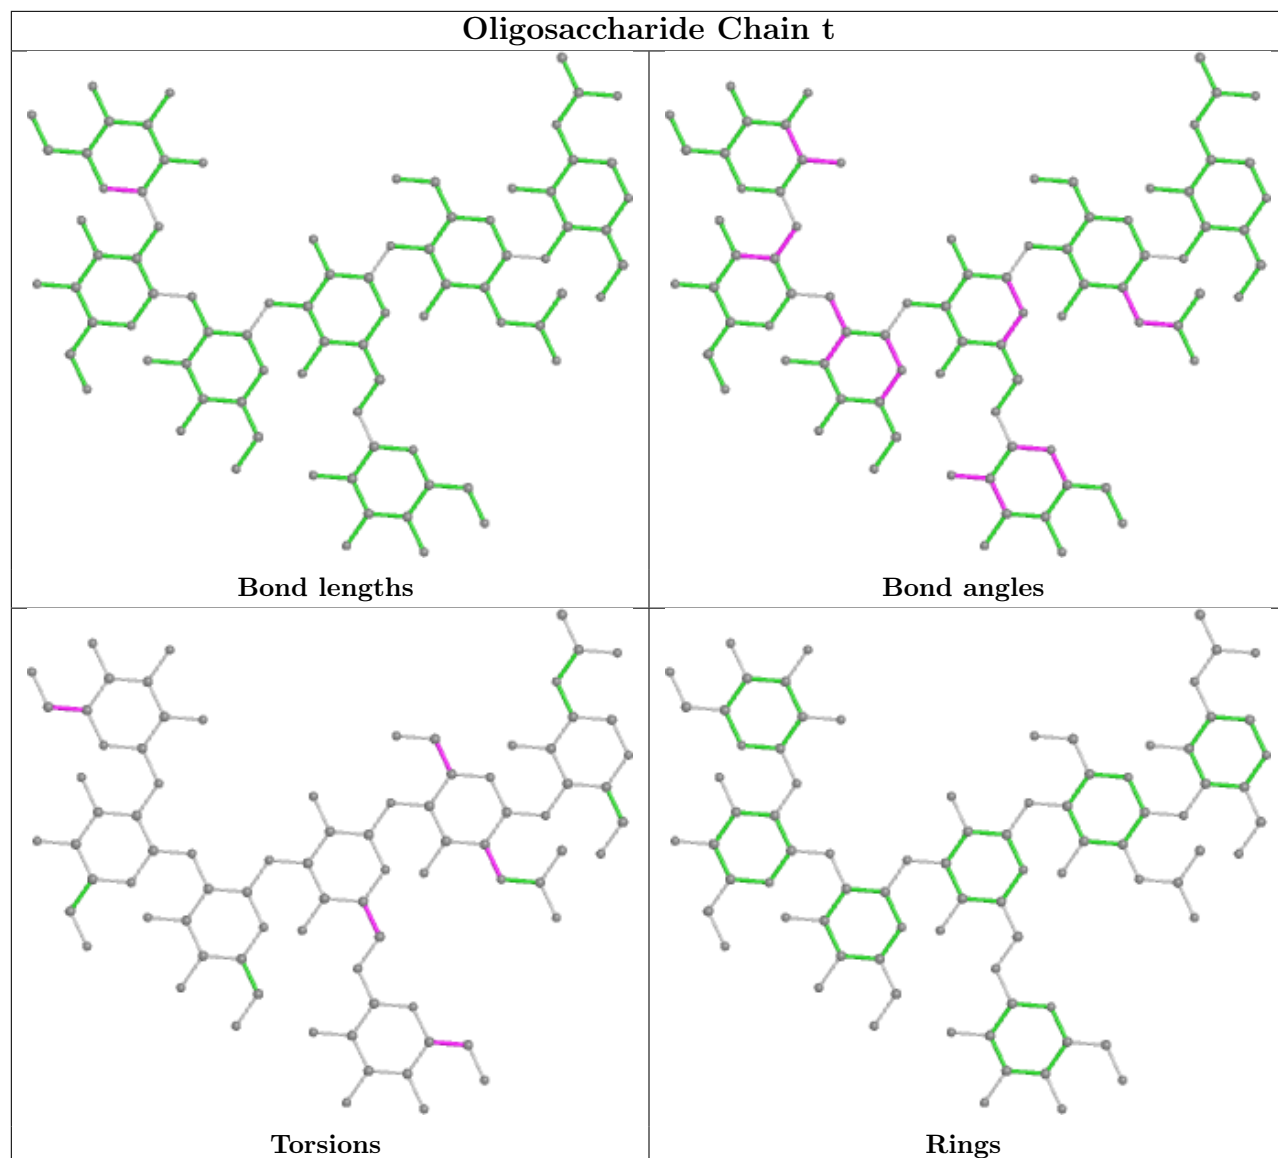 Oligosaccharide Chain t
Bond lengths
Bond angles
Torsions
Rings